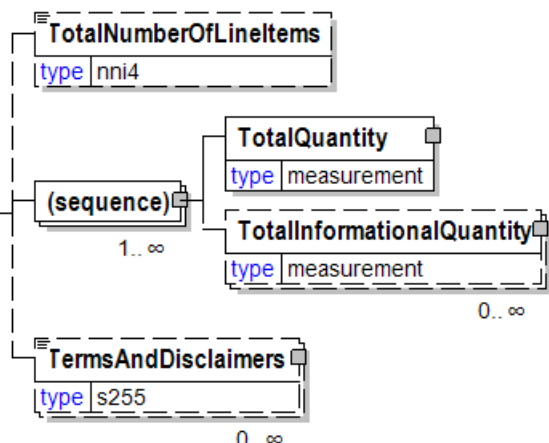 TotalNumberOfLineItems
type nni4
TotalQuantity
type measurement
(sequence)
1.. ∞
TotalInformationalQuantity
type measurement
0.. ∞
TermsAndDisclaimers
type s255
0.. ∞